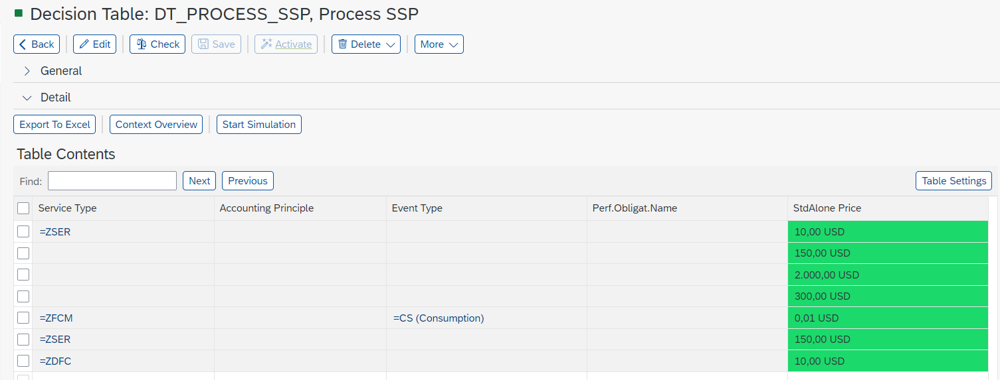 Decision Table: DT_PROCESS_SSP, Process SSP
Back Edit Check Save Activate Delete More
General
Detail
Export To Excel Context Overview Start Simulation
Table Contents
Find: Next Previous Table Settings
Service Type Accounting Principle Event Type Perf.Obligat.Name StdAlone Price
=ZSER 10,00 USD
150,00 USD
2.000,00 USD
300,00 USD
=ZFCM =CS (Consumption) 0,01 USD
=ZSER 150,00 USD
=ZDFC 10,00 USD